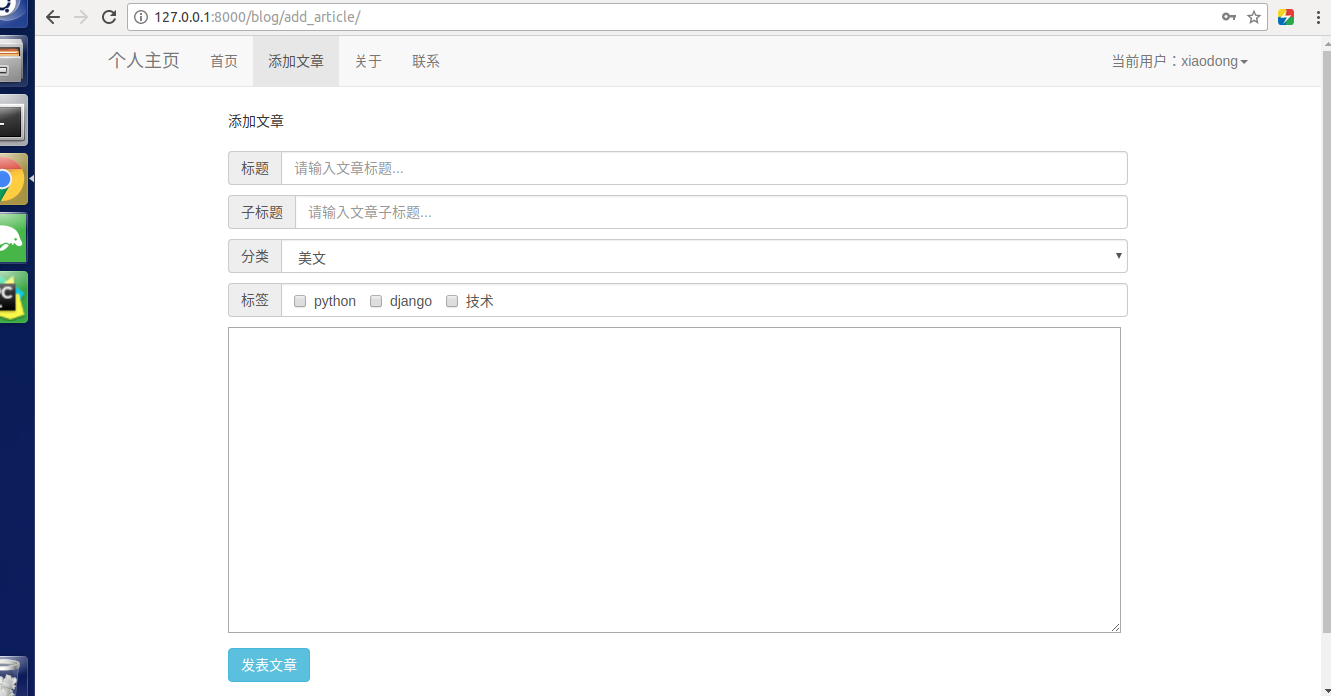 127.0.0.1:8000/blog/add_article/
个人主页 首页 添加文章 关于 联系 当前用户：xiaodong
添加文章
标题 请输入文章标题...
子标题 请输入文章子标题...
分类 美文
标签 python django 技术
发表文章